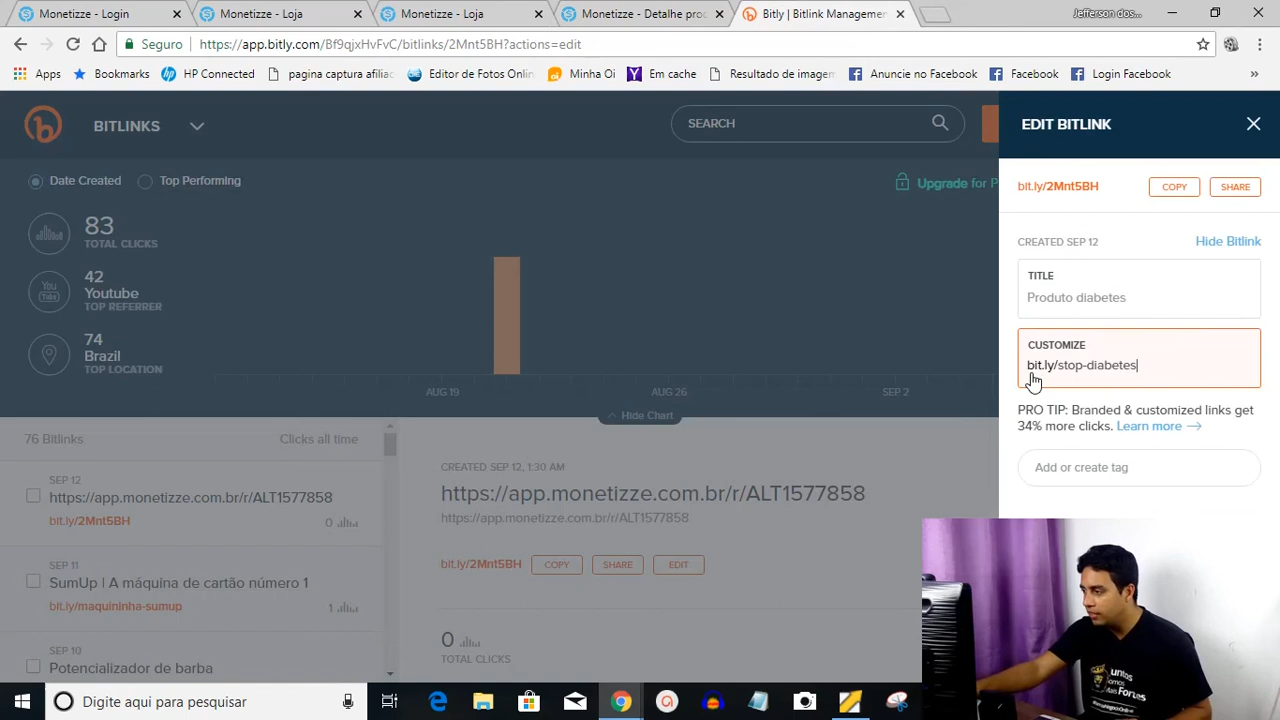 Monetizze - Loja
Monetizze - Loja
Monetizze - Loja
Monetizze - Detalhe prod
Bitly | Bitlink Managemen
Jefferson dos...
Seguro
https://app.bitly.com/Bf9qjxHvFvC/bitlinks/2Mnt5BH?actions=edit
Apps
Bookmarks
HP Connected
pagina captura afiliac
Editor de Fotos Onlin
Minha Oi
Em cache
Resultado de imagem
Anuncie no Facebook
Facebook
Login Facebook
BITLINKS
SEARCH
EDIT BITLINK
Date Created
Top Performing
Upgrade for P
bit.ly/2Mnt5BH
COPY
SHARE
83
TOTAL CLICKS
42
Youtube
TOP REFERRER
74
Brazil
TOP LOCATION
AUG 19
AUG 26
SEP 2
Hide Chart
CREATED SEP 12
Hide Bitlink
TITLE
Produto diabetes
CUSTOMIZE
bit.ly/stop-diabetes
PRO TIP: Branded & customized links get
34% more clicks. Learn more
Add or create tag
76 Bitlinks
Clicks all time
SEP 12
https://app.monetizze.com.br/r/ALT1577858
bit.ly/2Mnt5BH
0
SEP 11
SumUp | A máquina de cartão número 1
bit.ly/maquininha-sumup
1
SEP 10
Potencializador de barba
CREATED SEP 12, 1:30 AM
https://app.monetizze.com.br/r/ALT1577858
https://app.monetizze.com.br/r/ALT1577858
bit.ly/2Mnt5BH
COPY
SHARE
EDIT
0
TOTAL CLICKS
Digite aqui para pesquisar